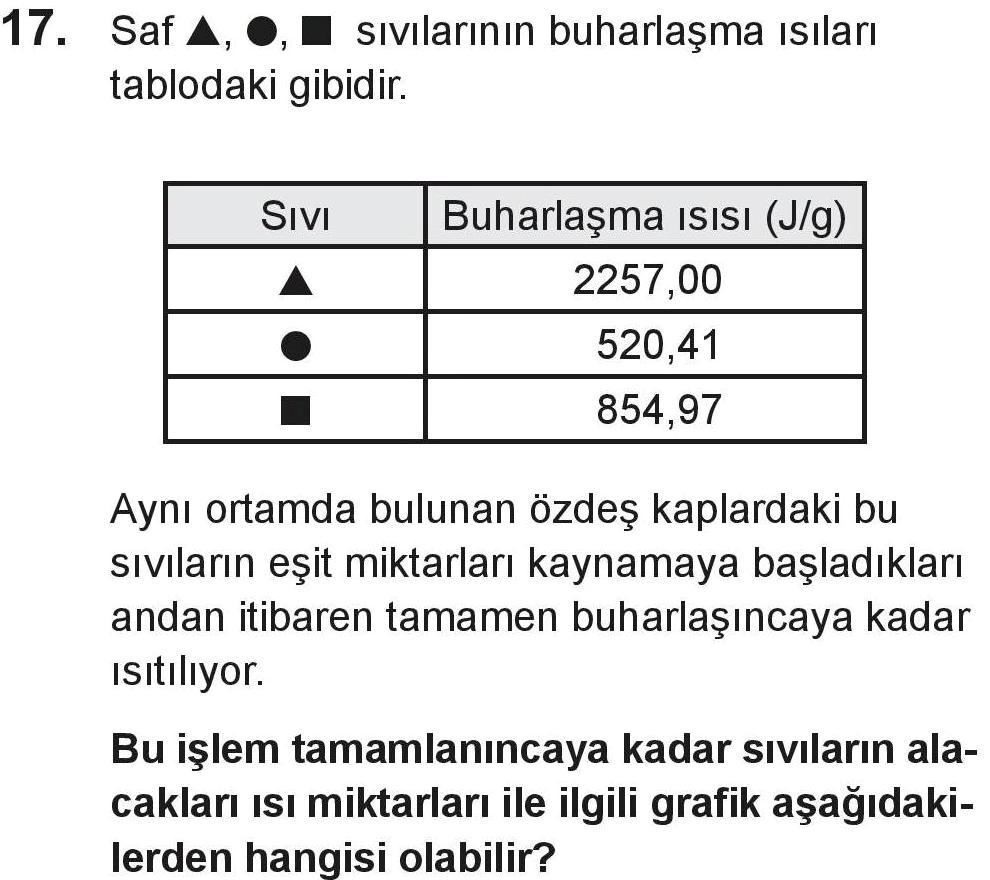 17. Saf ▲, ●, ■ sıvılarının buharlaşma ısıları
tablodaki gibidir.
Sıvı Buharlaşma ısısı (J/g)
▲ 2257,00
● 520,41
■ 854,97
Aynı ortamda bulunan özdeş kaplardaki bu
sıvıların eşit miktarları kaynamaya başladıkları
andan itibaren tamamen buharlaşıncaya kadar
ısıtılıyor.
Bu işlem tamamlanıncaya kadar sıvıların ala-
cakları ısı miktarları ile ilgili grafik aşağıdaki-
lerden hangisi olabilir?